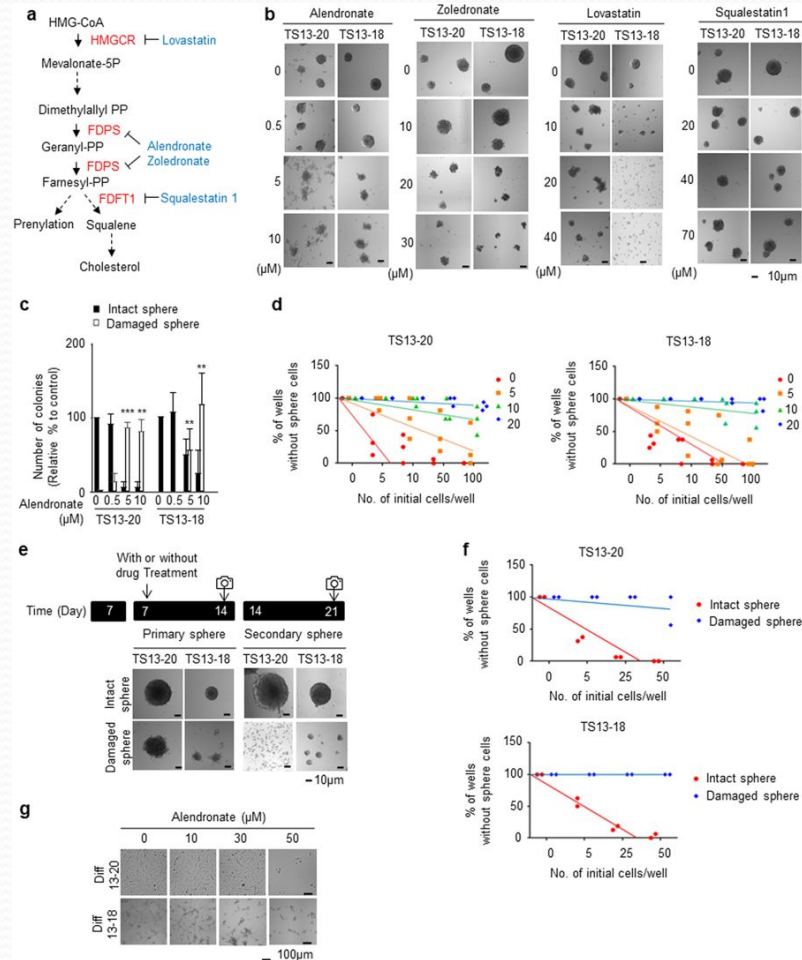 a
HMG-CoA
HMGCR
Lovastatin
Mevalonate-5P
Dimethylallyl PP
FDPS
Alendronate
Geranyl-PP
Zoledronate
FDPS
Farnesyl-PP
FDFT1
Squalestatin 1
Prenylation Squalene
Cholesterol
b
Alendronate
TS13-20 TS13-18
0
0.5
5
10
(μM)
Zoledronate
TS13-20 TS13-18
0
10
20
30
(μM)
Lovastatin
TS13-20 TS13-18
0
10
20
40
(μM)
Squalestatin1
TS13-20 TS13-18
0
20
40
70
(μM)
10μm
c
Intact sphere
Damaged sphere
Number of colonies
(Relative % to control)
200
100
0
*** ** ** **
Alendronate
(μM)
0 0.5 5 10 0 0.5 5 10
TS13-20 TS13-18
d
TS13-20
% of wells
without sphere cells
150
100
50
0
0 5 10 50 100
No. of initial cells/well
0
5
10
20
TS13-18
% of wells
without sphere cells
150
100
50
0
0 5 10 50 100
No. of initial cells/well
0
5
10
20
e
With or without
drug Treatment
Time (Day) 7 7 14 14 21
Primary sphere Secondary sphere
TS13-20 TS13-18 TS13-20 TS13-18
Intact
sphere
Damaged
sphere
10μm
f
TS13-20
% of wells
without sphere cells
150
100
50
0
0 5 25 50
No. of initial cells/well
Intact sphere
Damaged sphere
TS13-18
% of wells
without sphere cells
150
100
50
0
0 5 25 50
No. of initial cells/well
Intact sphere
Damaged sphere
g
Alendronate (μM)
0 10 30 50
Diff
13-20
Diff
13-18
100μm